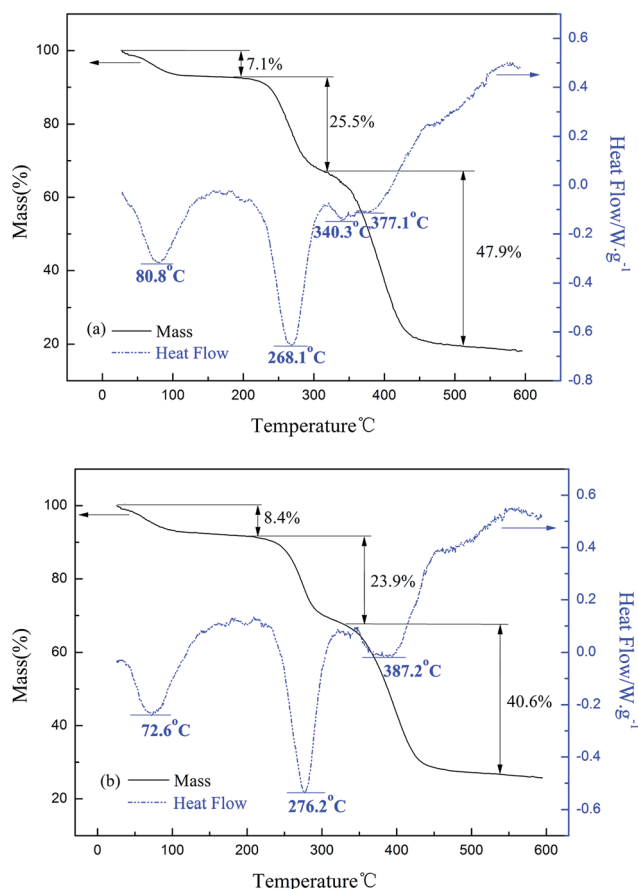 100
80
60
40
20
Mass(%)
7.1%
25.5%
47.9%
80.8°C
268.1°C
340.3°C
377.1°C
(a)
Mass
Heat Flow
0.6
0.4
0.2
0.0
-0.2
-0.4
-0.6
-0.8
Heat Flow/W.g-1
0 100 200 300 400 500 600
Temperature℃
100
80
60
40
20
Mass(%)
8.4%
23.9%
40.6%
72.6°C
276.2°C
387.2°C
(b)
Mass
Heat Flow
0.6
0.4
0.2
0.0
-0.2
-0.4
-0.6
Heat Flow/W.g-1
0 100 200 300 400 500 600
Temperature℃